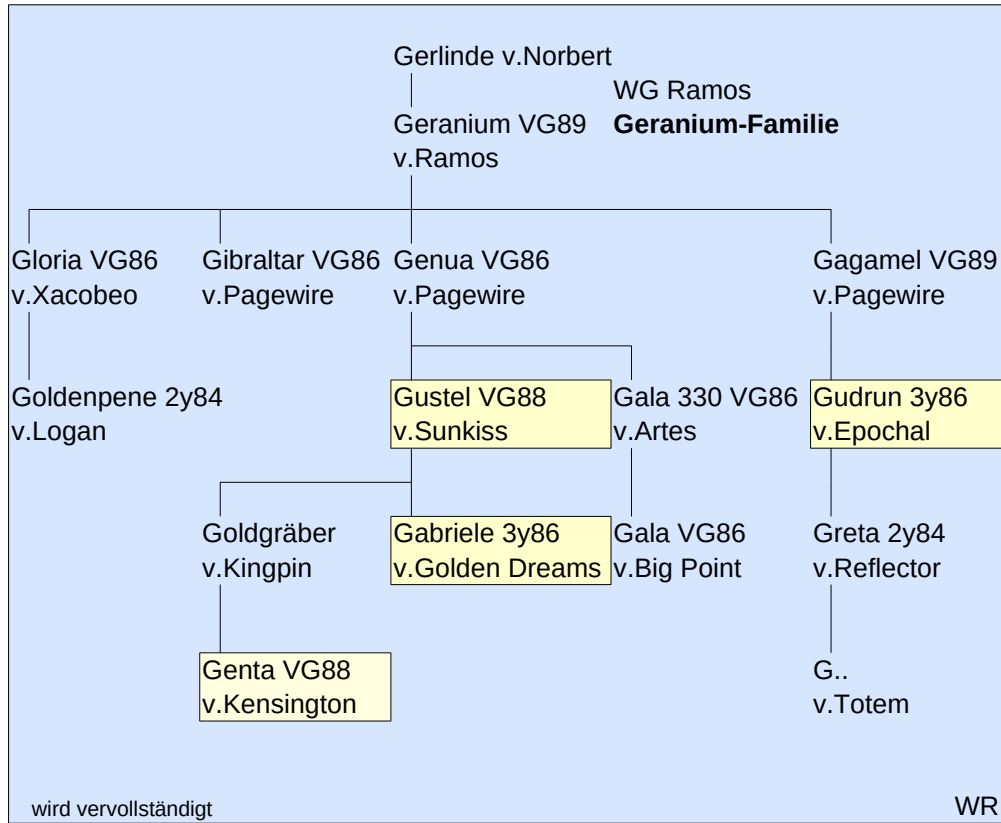 Gerlinde v.Norbert
WG Ramos
Geranium VG89
v.Ramos
Geranium-Familie
Gloria VG86
v.Xacobeo
Gibraltar VG86
v.Pagewire
Genua VG86
v.Pagewire
Gagamel VG89
v.Pagewire
Goldenpene 2y84
v.Logan
Gustel VG88
v.Sunkiss
Gala 330 VG86
v.Artes
Gudrun 3y86
v.Epochal
Goldgräber
v.Kingpin
Gabriele 3y86
v.Golden Dreams
Gala VG86
v.Big Point
Greta 2y84
v.Reflector
Genta VG88
v.Kensington
G..
v.Totem
wird vervollständigt
WR